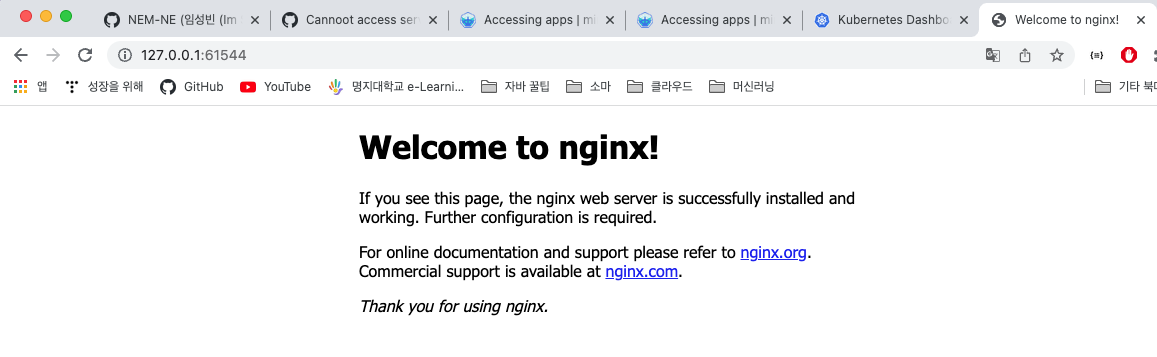 NEM-NE (임성빈 (Im
Cannoot access ser
Accessing apps | mi
Accessing apps | mi
Kubernetes Dashbo
Welcome to nginx!
127.0.0.1:61544
앱
성장을 위해
GitHub
YouTube
명지대학교 e-Learni...
자바 꿀팁
소마
클라우드
머신러닝
기타 북마
Welcome to nginx!
If you see this page, the nginx web server is successfully installed and
working. Further configuration is required.
For online documentation and support please refer to nginx.org.
Commercial support is available at nginx.com.
Thank you for using nginx.